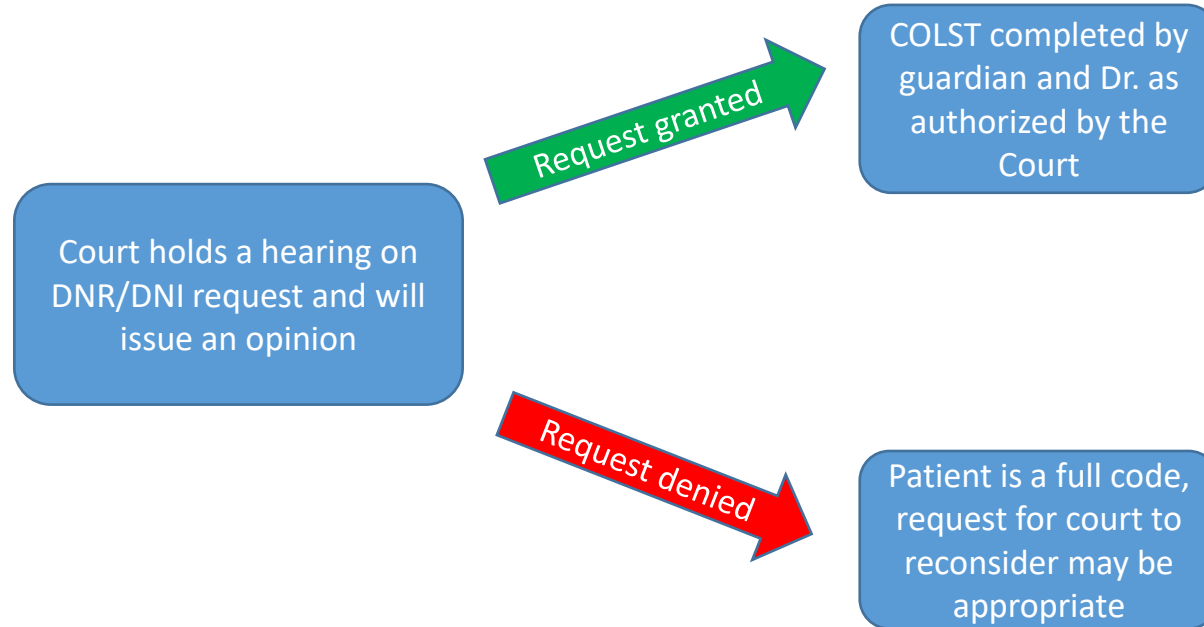 Court holds a hearing on
DNR/DNI request and will
issue an opinion
Request granted
COLST completed by
guardian and Dr. as
authorized by the
Court
Request denied
Patient is a full code,
request for court to
reconsider may be
appropriate